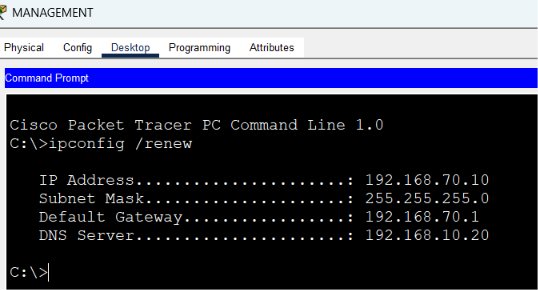 MANAGEMENT
Physical Config Desktop Programming Attributes
Command Prompt
Cisco Packet Tracer PC Command Line 1.0
C:\>ipconfig /renew
IP Address......................: 192.168.70.10
Subnet Mask.....................: 255.255.255.0
Default Gateway.................: 192.168.70.1
DNS Server......................: 192.168.10.20
C:\>